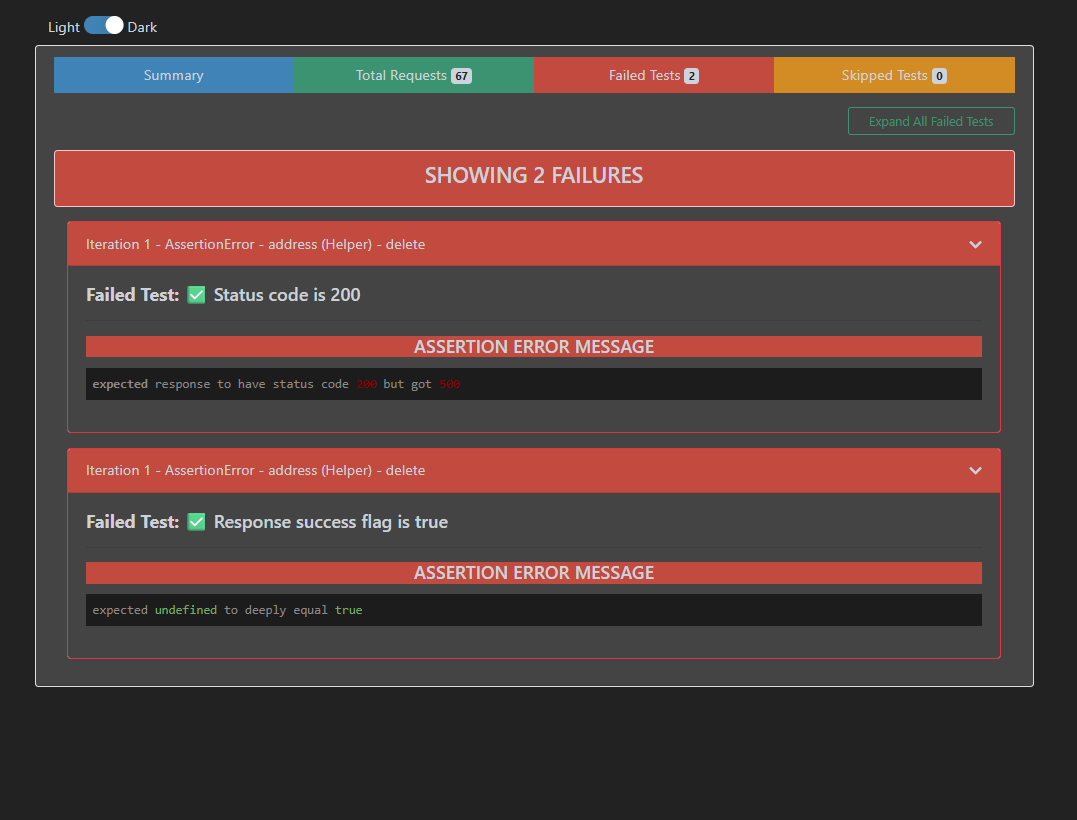 Light Dark
Summary Total Requests 67 Failed Tests 2 Skipped Tests 0
Expand All Failed Tests
SHOWING 2 FAILURES
Iteration 1 - AssertionError - address (Helper) - delete
Failed Test: ✅ Status code is 200
ASSERTION ERROR MESSAGE
expected response to have status code 200 but got 500
Iteration 1 - AssertionError - address (Helper) - delete
Failed Test: ✅ Response success flag is true
ASSERTION ERROR MESSAGE
expected undefined to deeply equal true